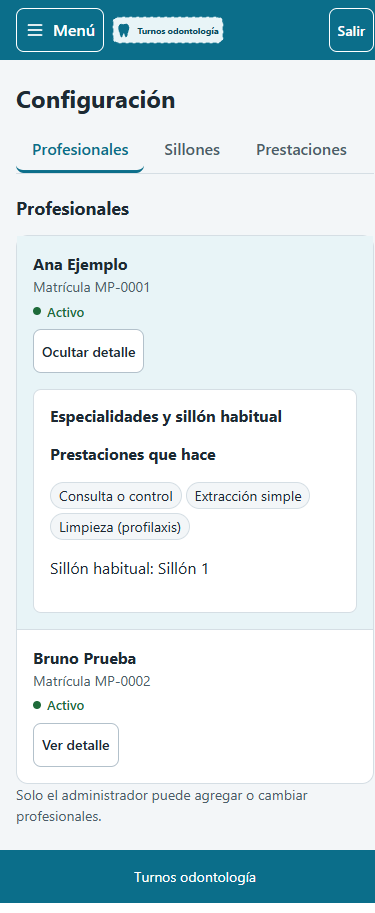 Menú
Turnos odontología
Salir
Configuración
Profesionales
Sillones
Prestaciones
Profesionales
Ana Ejemplo
Matrícula MP-0001
Activo
Ocultar detalle
Especialidades y sillón habitual
Prestaciones que hace
Consulta o control
Extracción simple
Limpieza (profilaxis)
Sillón habitual: Sillón 1
Bruno Prueba
Matrícula MP-0002
Activo
Ver detalle
Solo el administrador puede agregar o cambiar
profesionales.
Turnos odontología